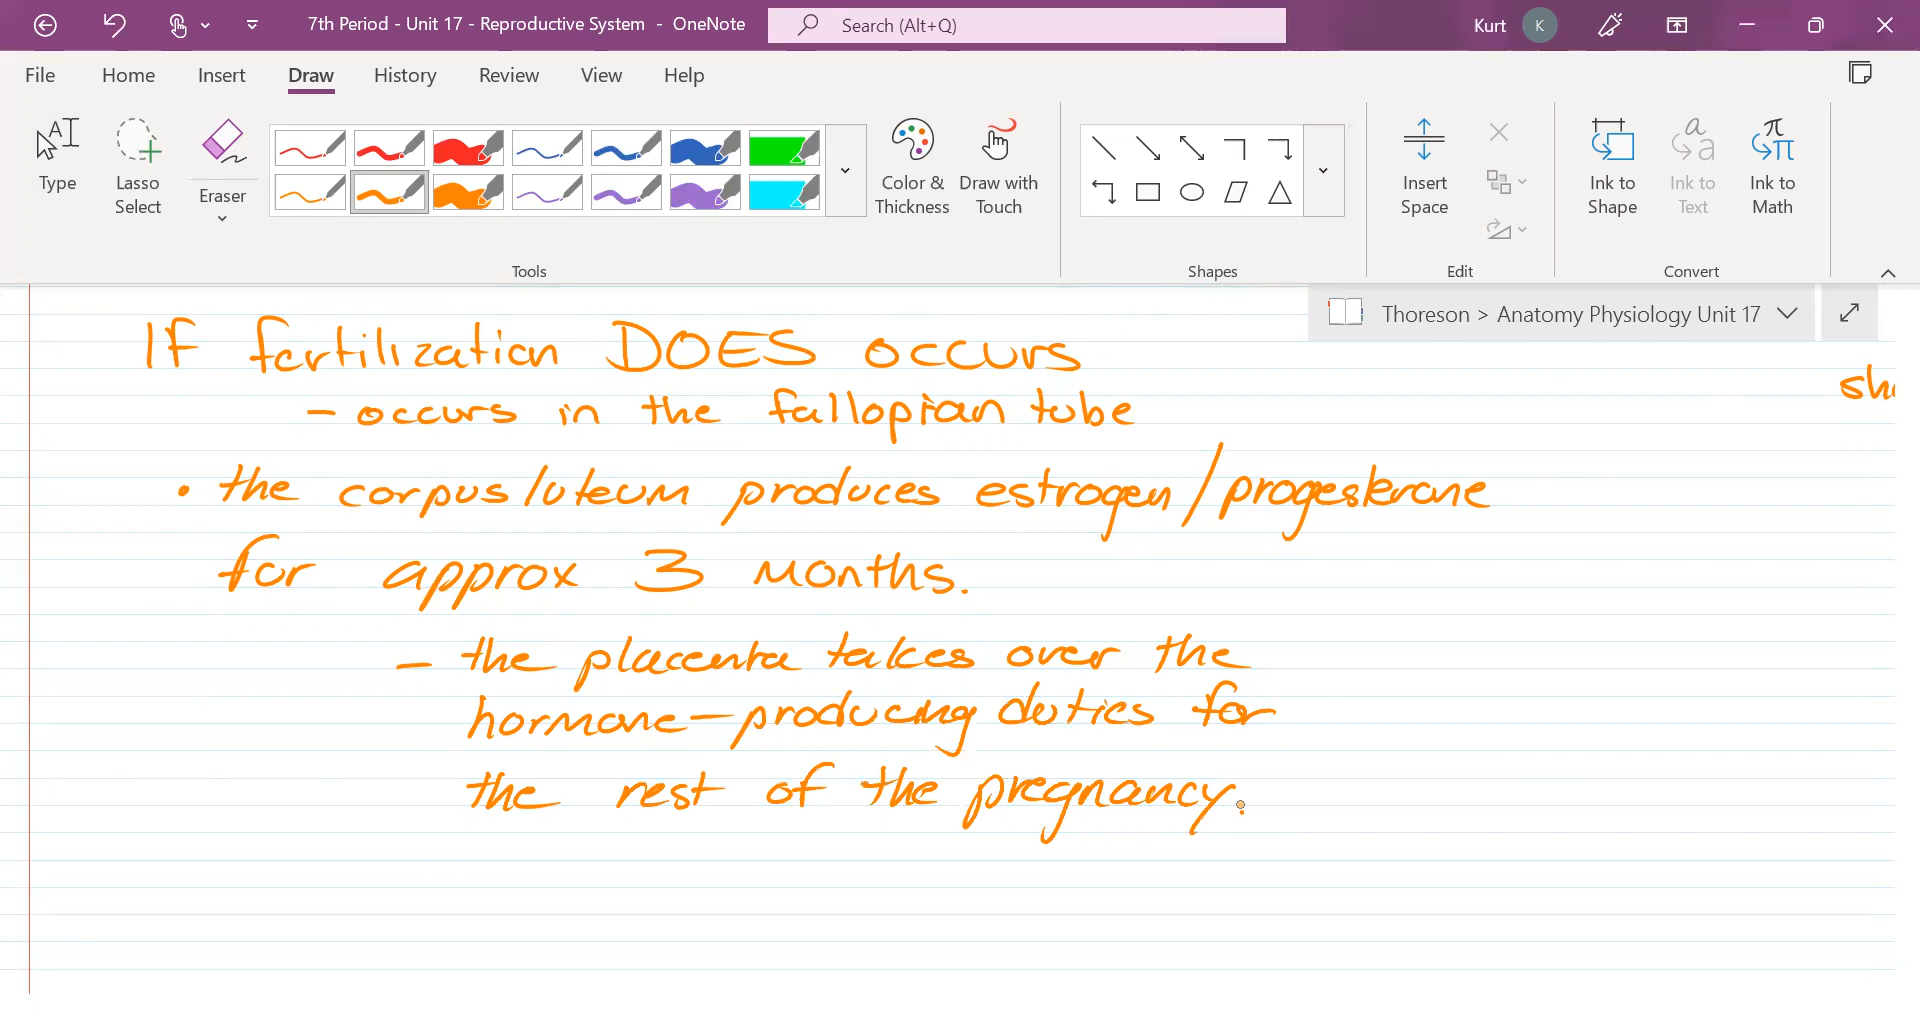 7th Period - Unit 17 - Reproductive System - OneNote
Search (Alt+Q)
Kurt
K
File
Home
Insert
Draw
History
Review
View
Help
Type
Lasso Select
Eraser
Color & Thickness
Draw with Touch
Insert Space
Ink to Shape
Ink to Text
Ink to Math
Tools
Shapes
Edit
Convert
Thoreson > Anatomy Physiology Unit 17
If fertilization DOES occurs
- occurs in the fallopian tube
• the corpus luteum produces estrogen/progesterone
for approx 3 months.
- the placenta takes over the
hormone-producing duties for
the rest of the pregnancy.